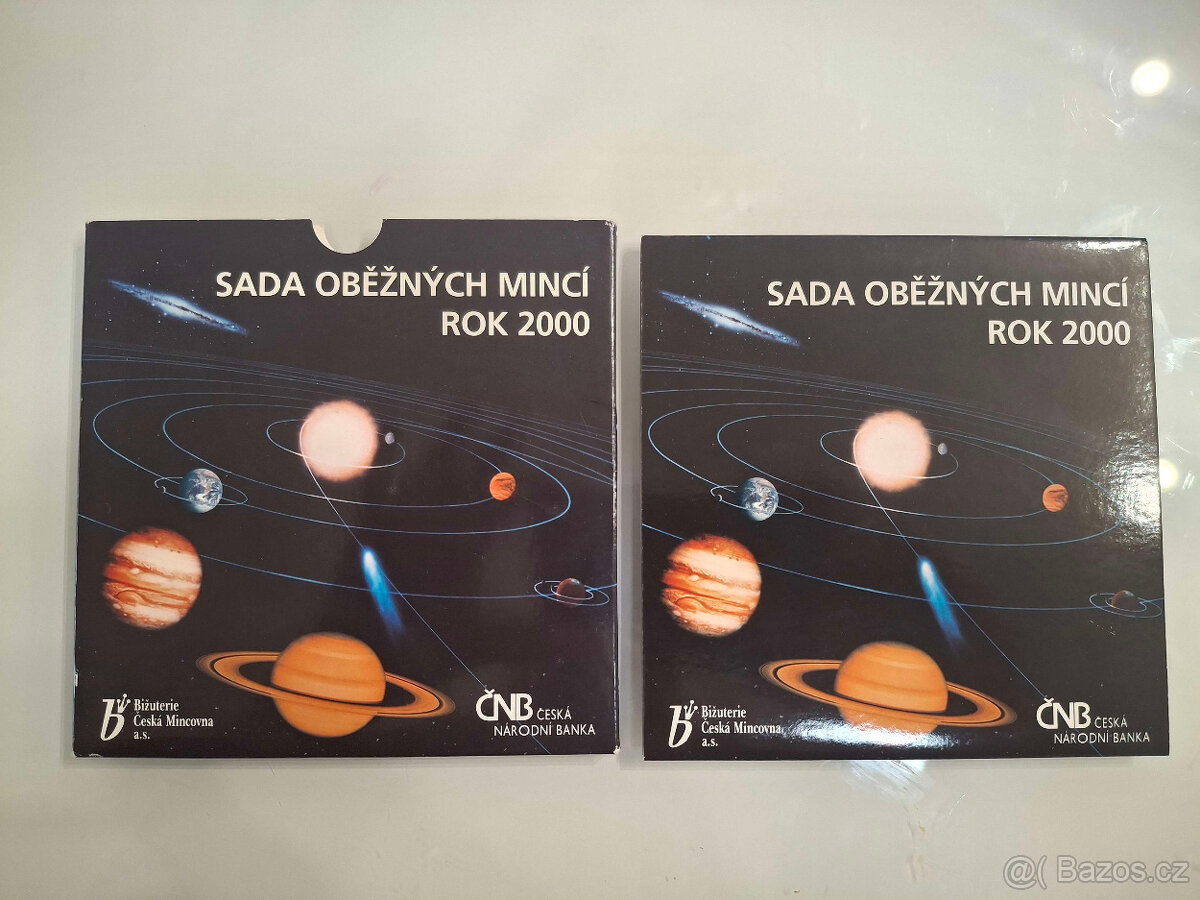 SADA OBĚŽNÝCH MINCÍ
ROK 2000
Bižuterie
Česká Mincovna
a.s.
ČNB ČESKÁ
NÁRODNÍ BANKA
SADA OBĚŽNÝCH MINCÍ
ROK 2000
Bižuterie
Česká Mincovna
a.s.
ČNB ČESKÁ
NÁRODNÍ BANKA
@( Bazos.cz